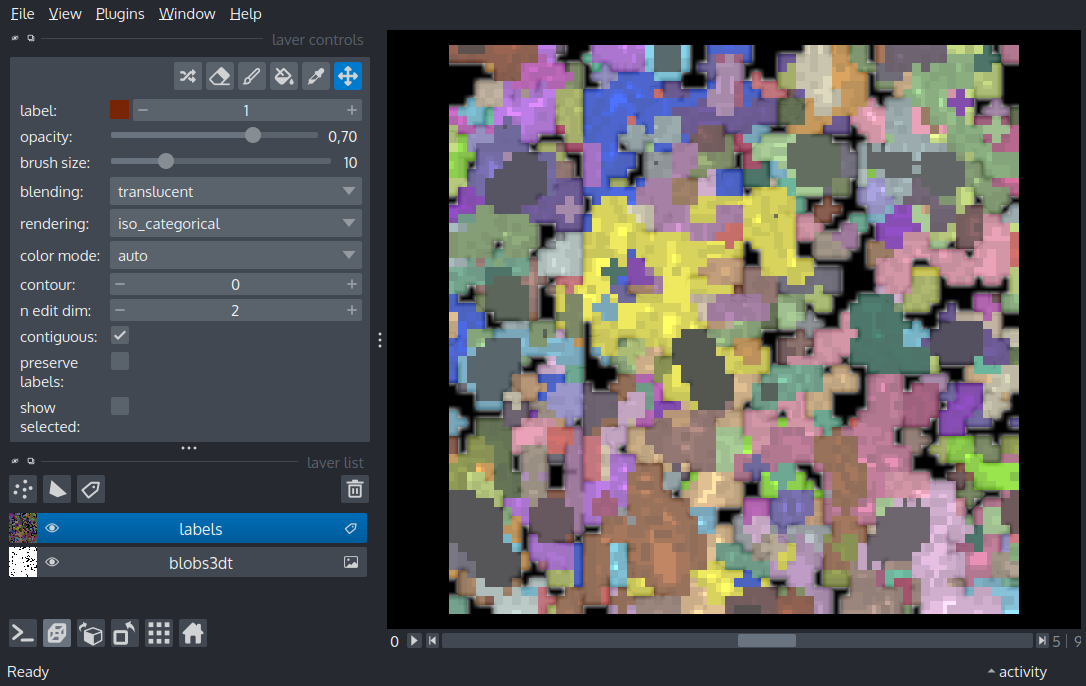 File View Plugins Window Help
layer controls
label: 1
opacity: 0,70
brush size: 10
blending: translucent
rendering: iso_categorical
color mode: auto
contour: 0
n edit dim: 2
contiguous:
preserve
labels:
show
selected:
layer list
labels
blobs3dt
0 5 9
Ready activity